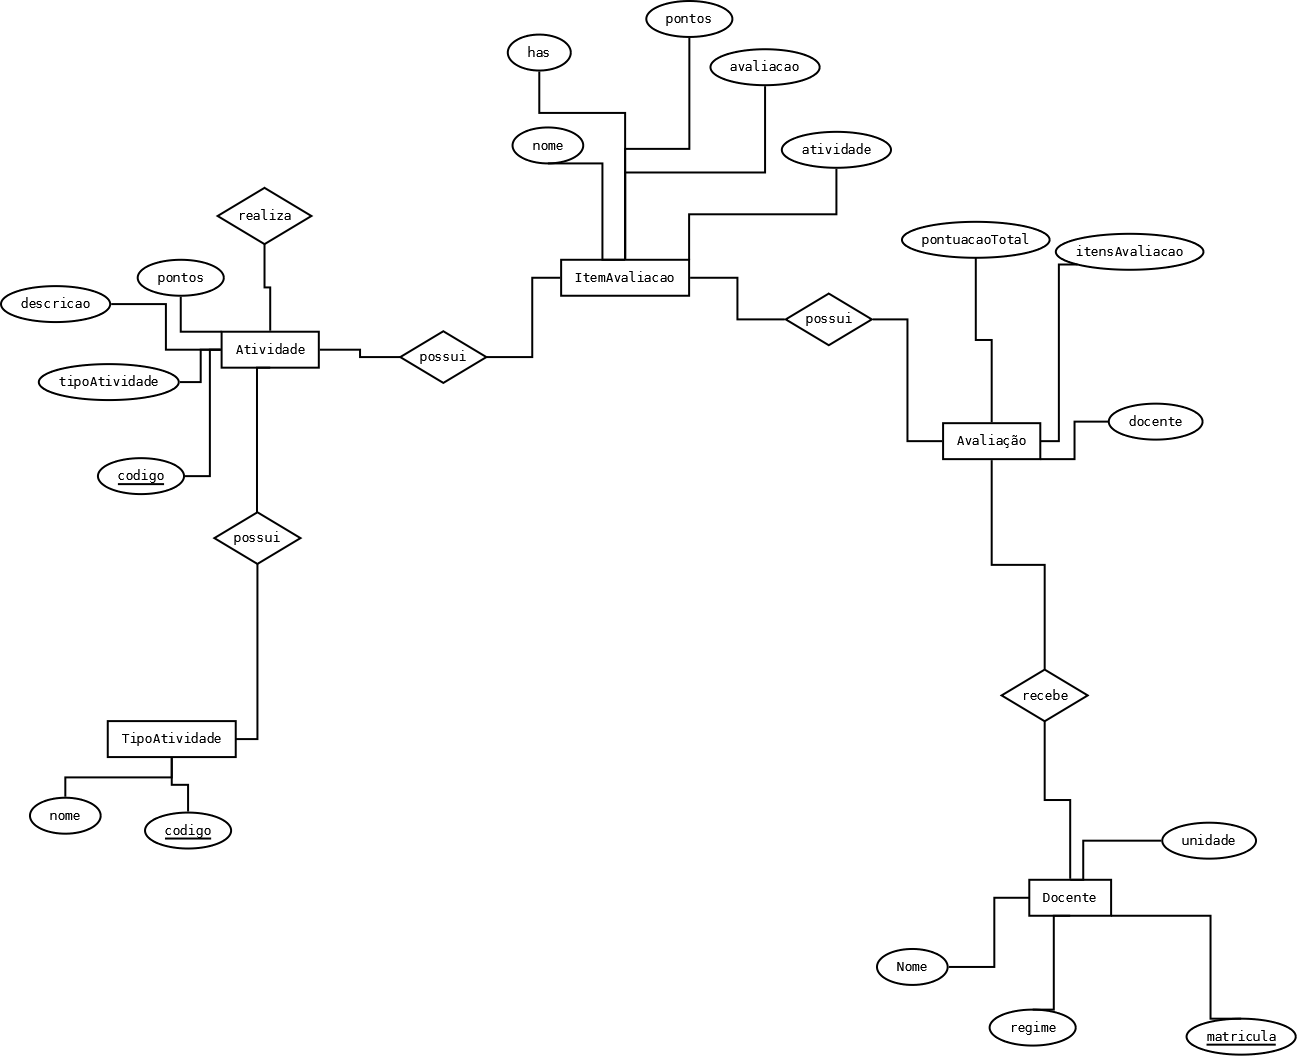 pontos
has
avaliacao
nome
atividade
realiza
pontuacaoTotal
itensAvaliacao
pontos
ItemAvaliacao
descricao
possui
Atividade
possui
tipoAtividade
docente
Avaliação
codigo
possui
recebe
TipoAtividade
nome
codigo
unidade
Docente
Nome
regime
matricula